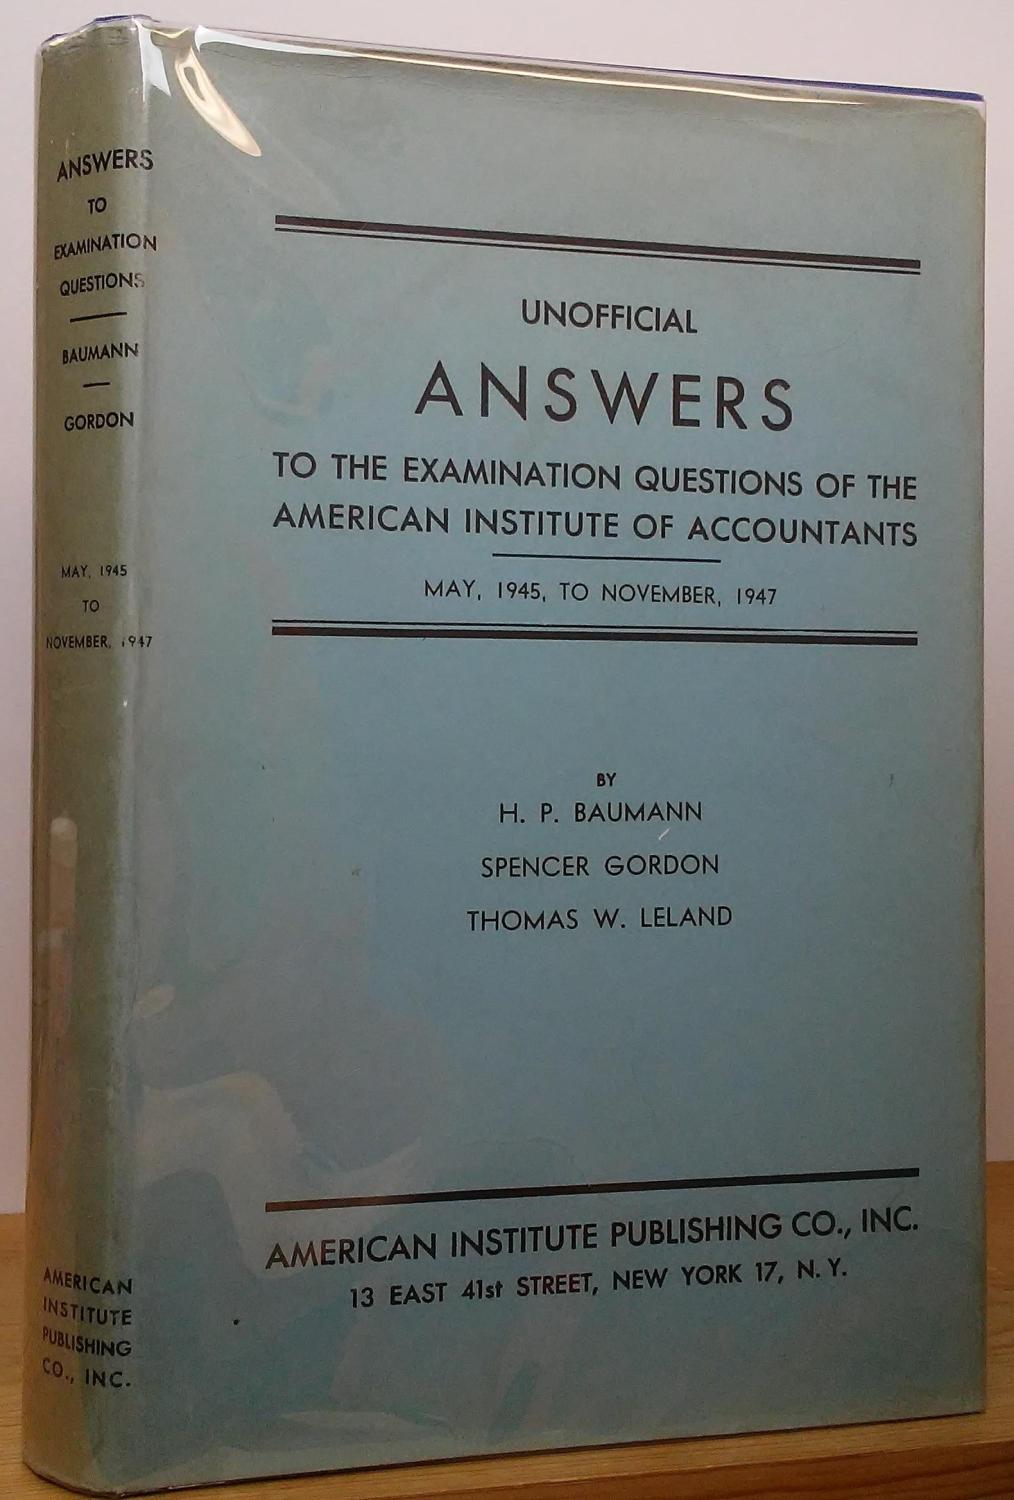 ANSWERS
TO
EXAMINATION
QUESTIONS
BAUMANN
GORDON
MAY, 1945
TO
NOVEMBER, 1947
AMERICAN
INSTITUTE
PUBLISHING
CO., INC.
UNOFFICIAL
ANSWERS
TO THE EXAMINATION QUESTIONS OF THE
AMERICAN INSTITUTE OF ACCOUNTANTS
MAY, 1945, TO NOVEMBER, 1947
BY
H. P. BAUMANN
SPENCER GORDON
THOMAS W. LELAND
AMERICAN INSTITUTE PUBLISHING CO., INC.
13 EAST 41st STREET, NEW YORK 17, N. Y.